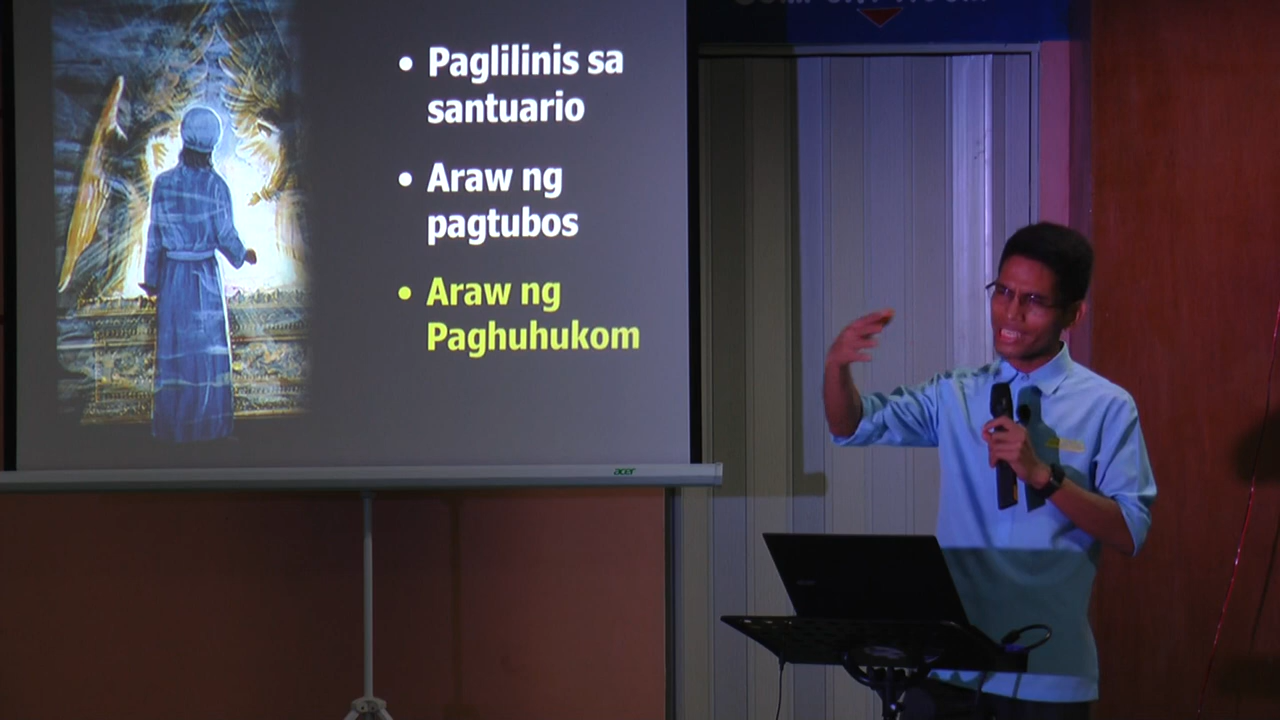 • Paglilinis sa
santuario
• Araw ng
pagtubos
• Araw ng
Paghuhukom
acer